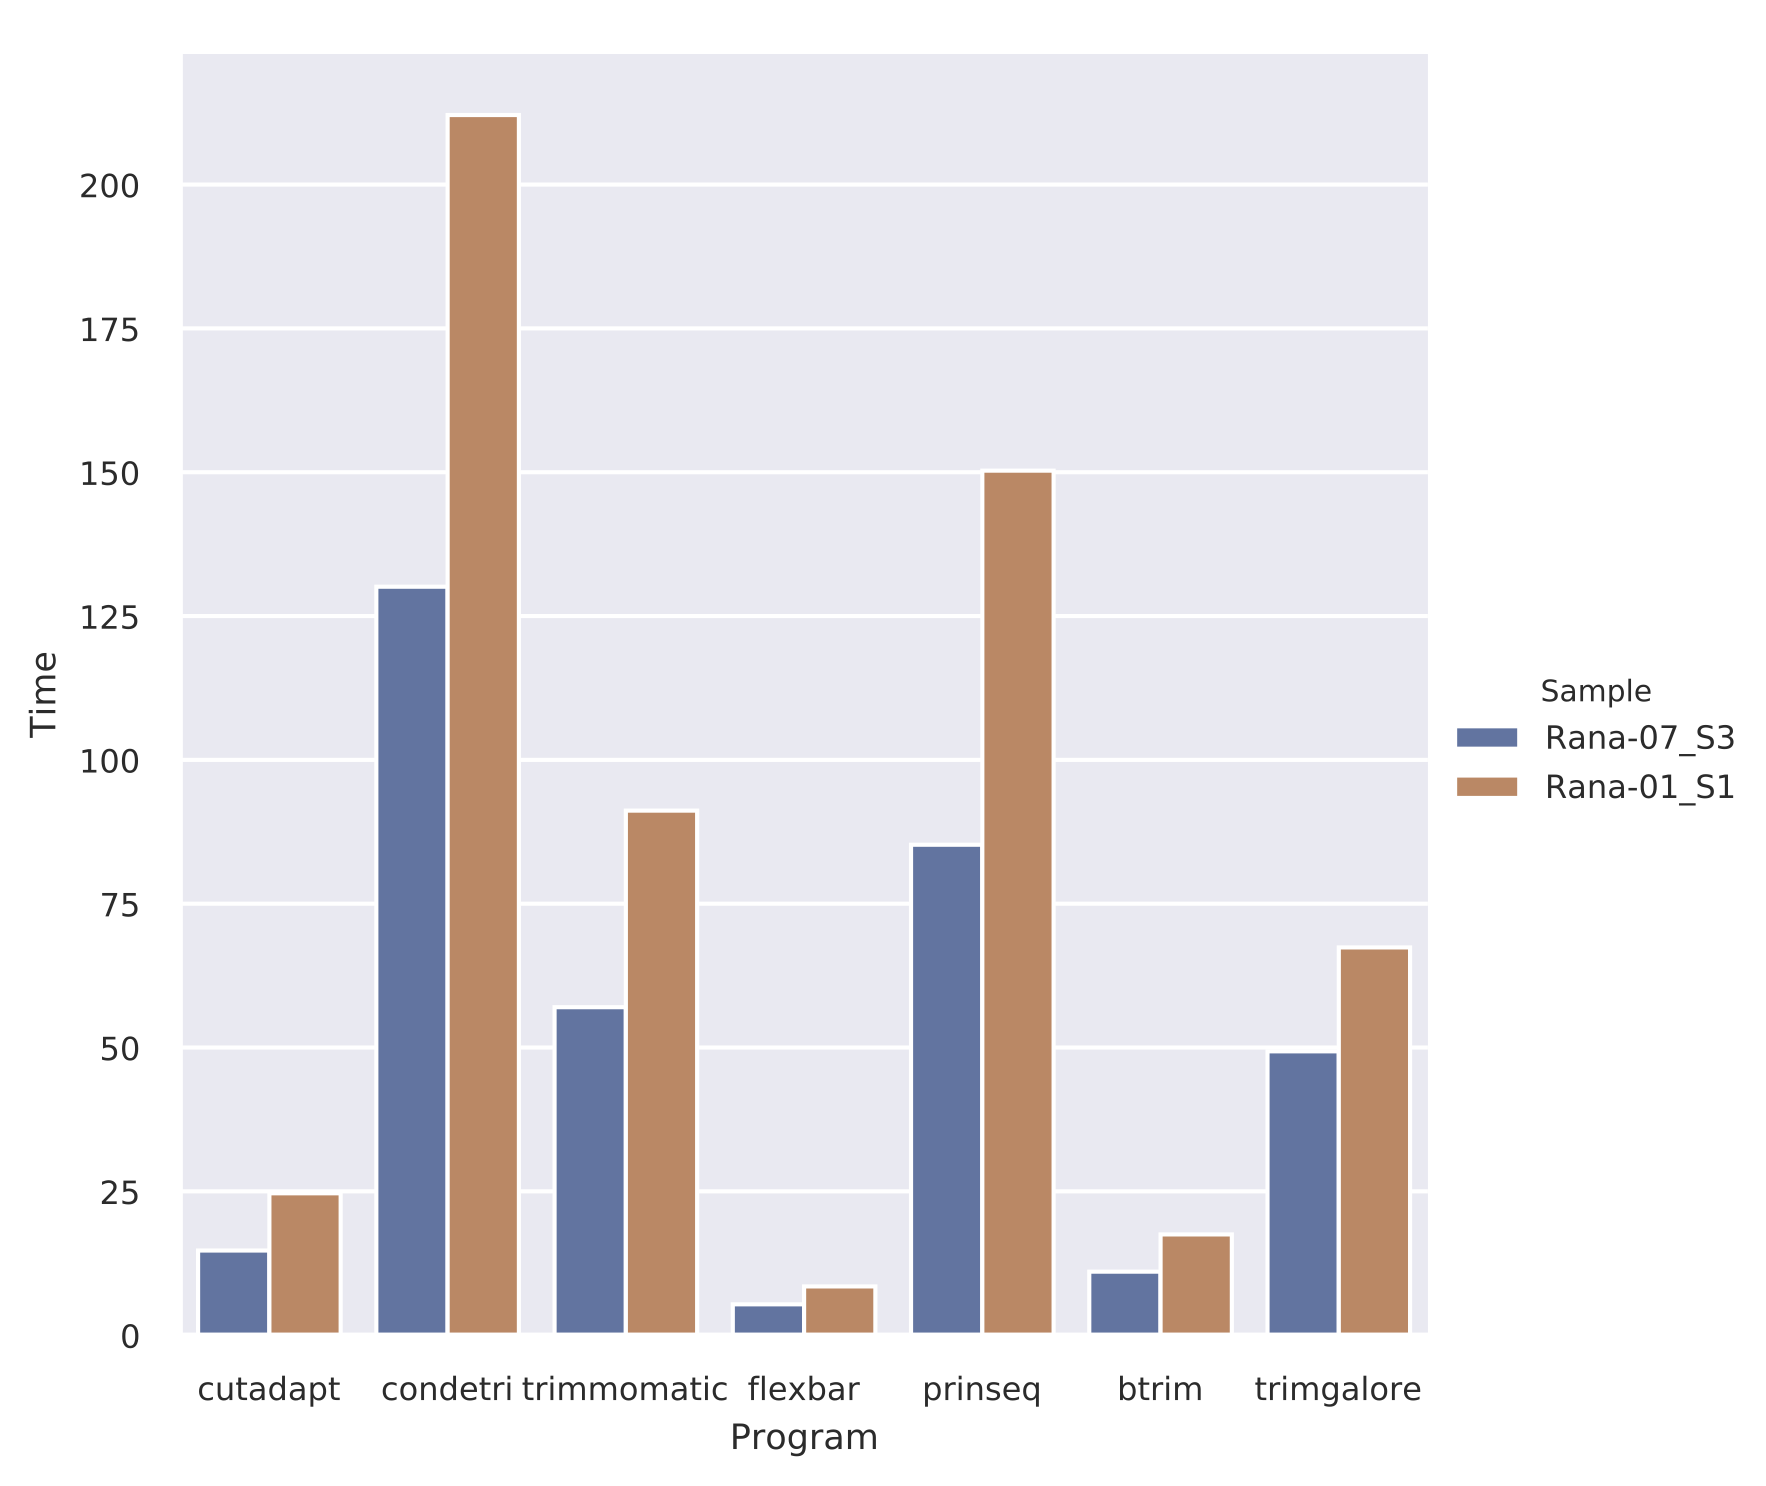 200
175
150
125
100
75
50
25
0
Time
cutadapt condetri trimmomatic flexbar prinseq btrim trimgalore
Program
Sample
Rana-07_S3
Rana-01_S1